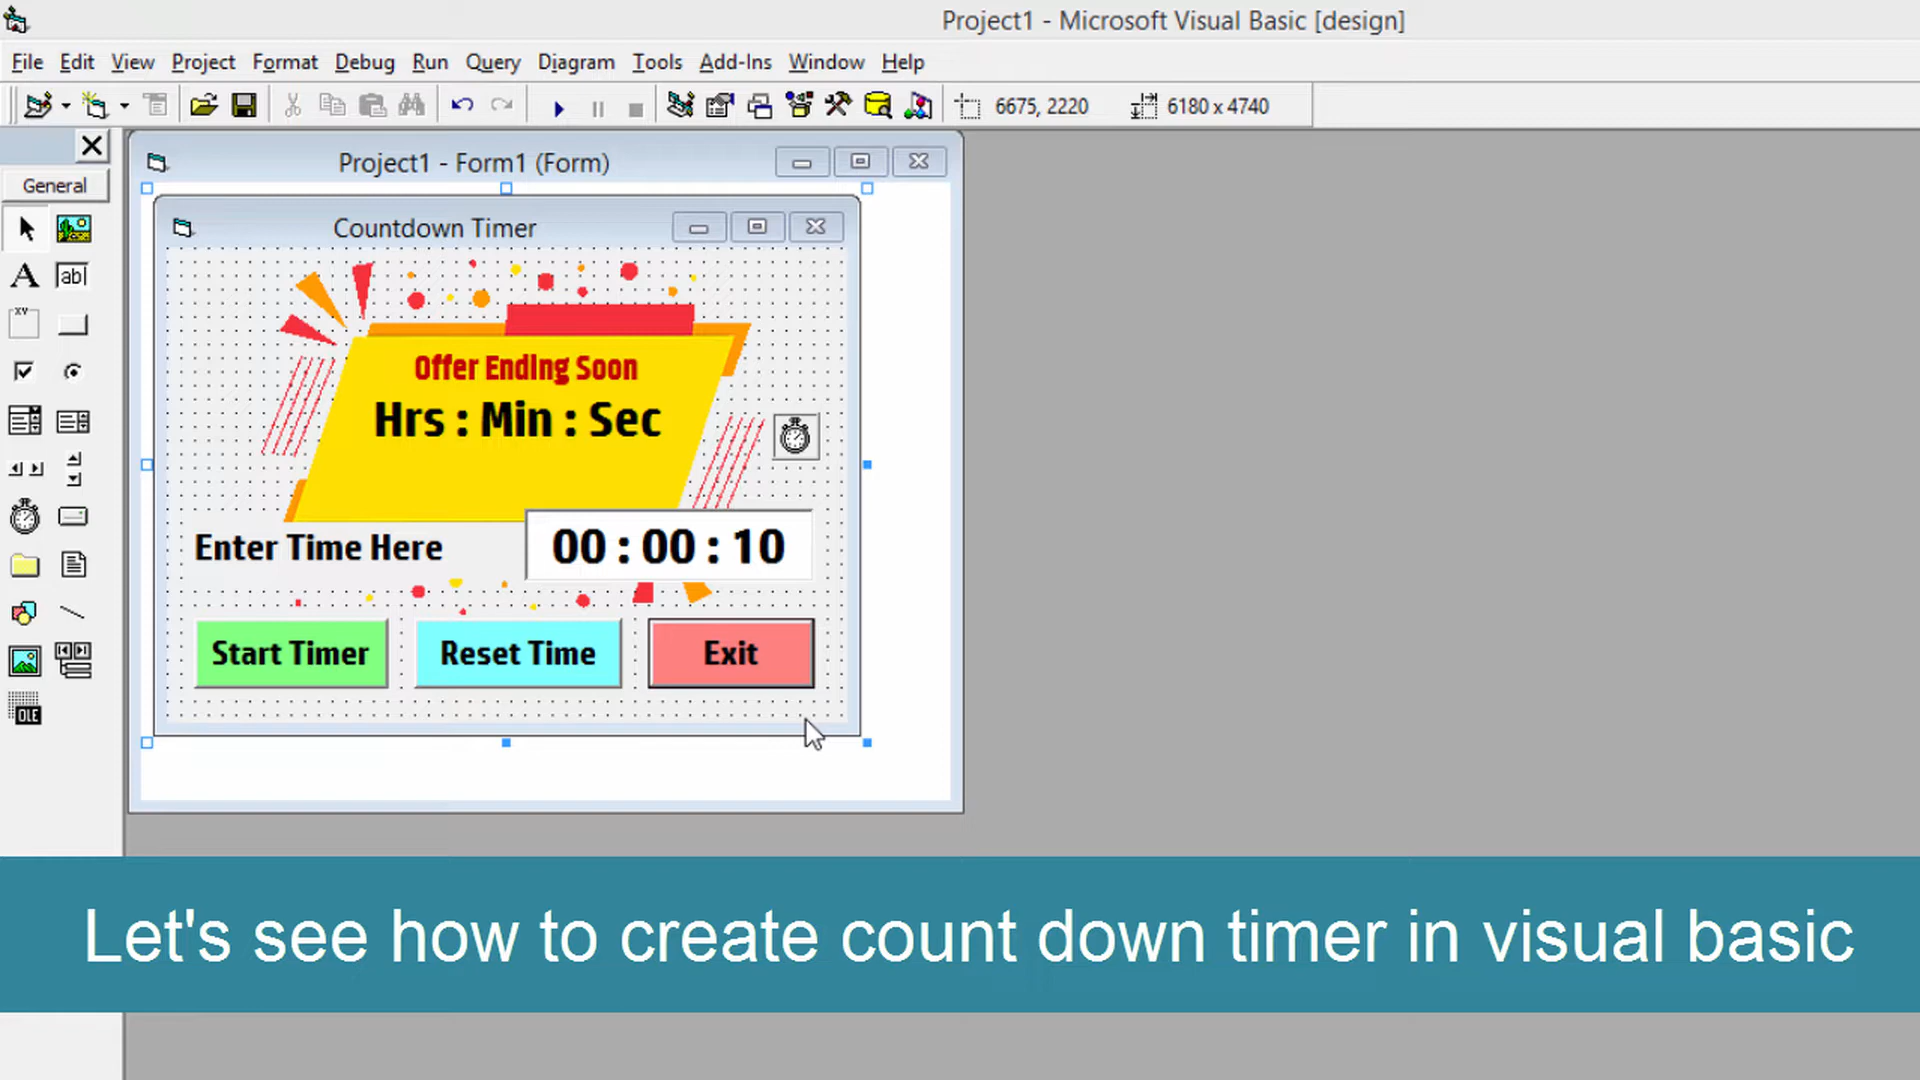 Project1 - Microsoft Visual Basic [design]
File Edit View Project Format Debug Run Query Diagram Tools Add-Ins Window Help
6675, 2220 6180 x 4740
General
Project1 - Form1 (Form)
Countdown Timer
A ab|
XY
Offer Ending Soon
Hrs : Min : Sec
Enter Time Here 00 : 00 : 10
Start Timer Reset Time Exit
OLE
Let's see how to create count down timer in visual basic